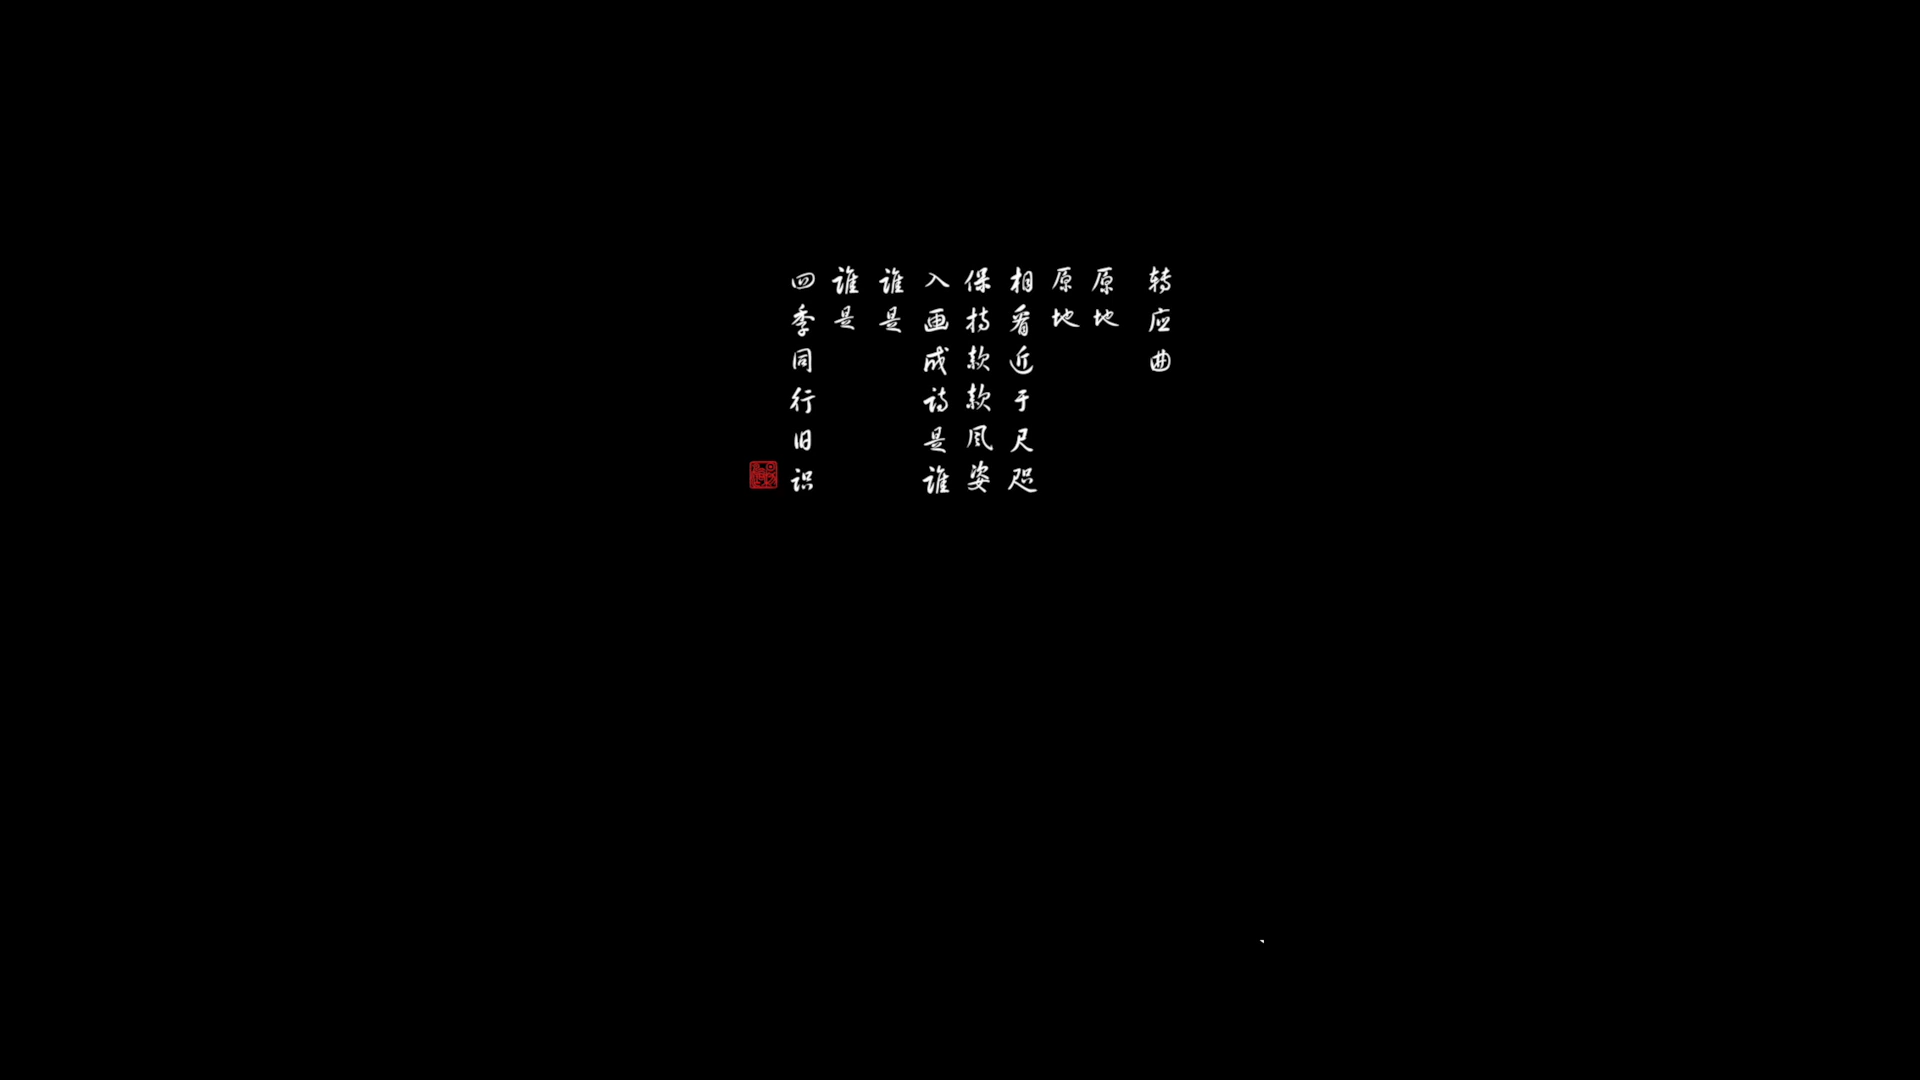 转应曲
原地
原地
相看近于尺咫
保持款款风姿
入画成诗是谁
谁是
谁是
四季同行旧识